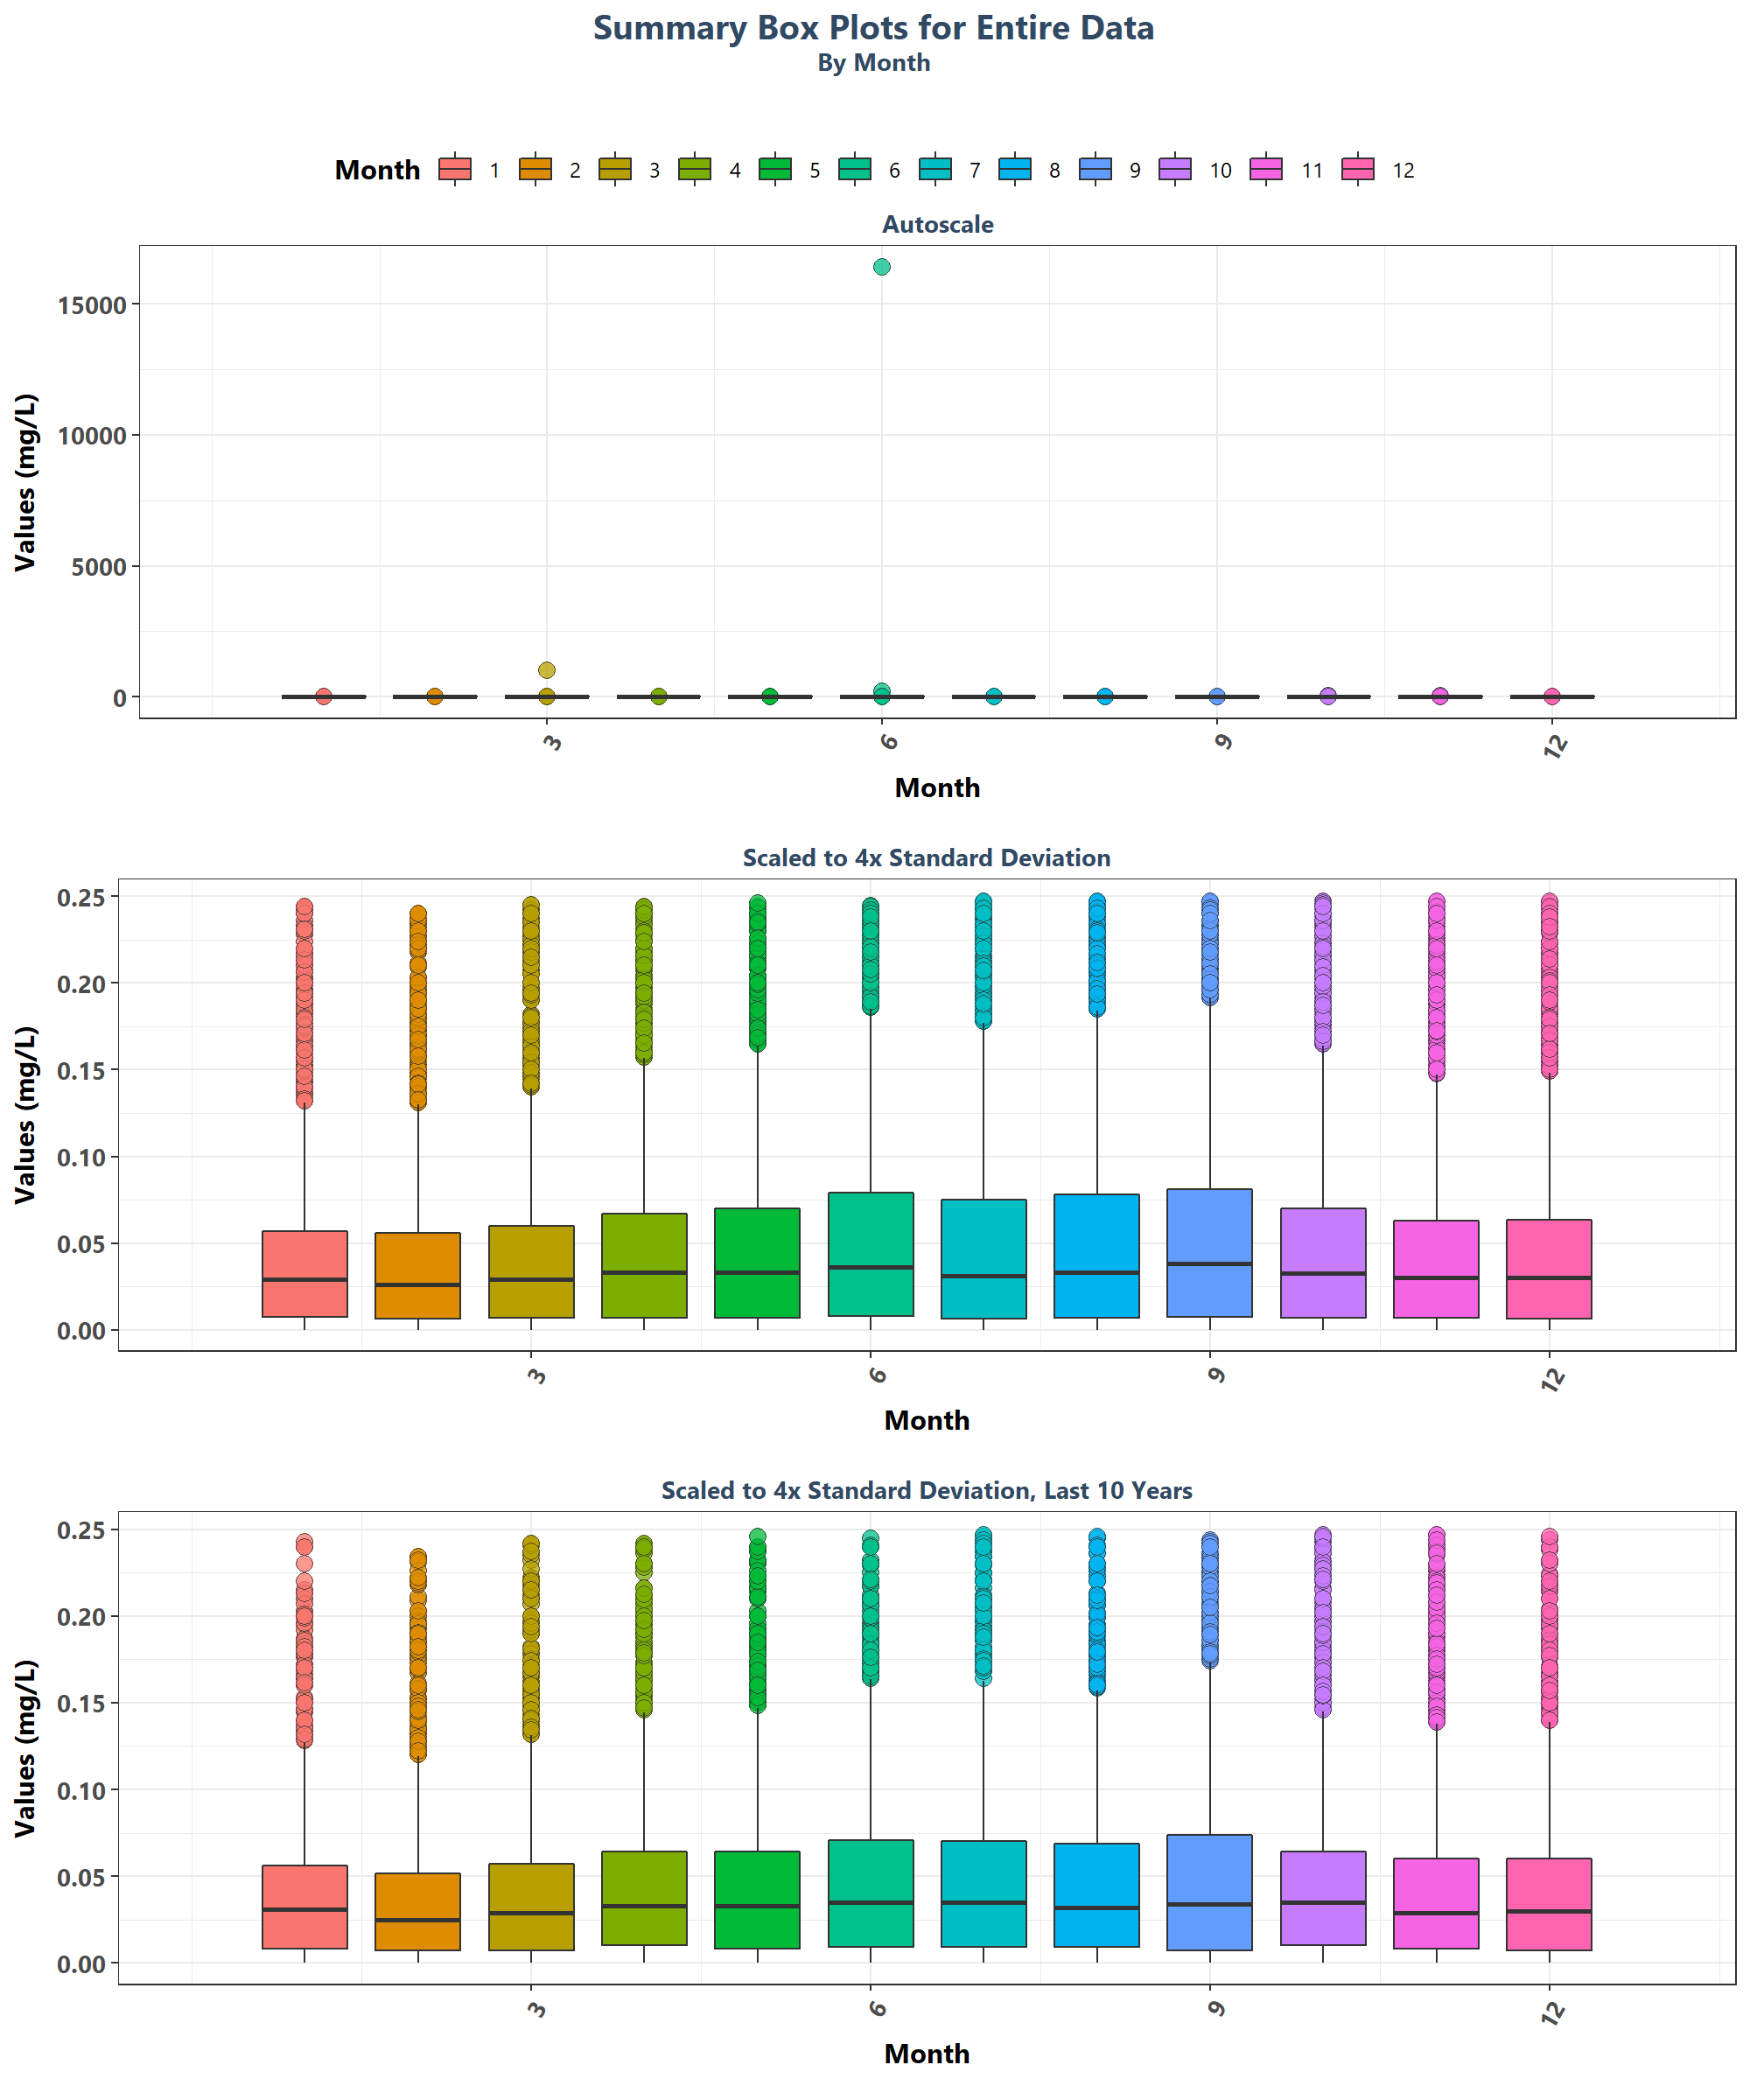 Summary Box Plots for Entire Data
By Month
Month 1 2 3 4 5 6 7 8 9 10 11 12
Autoscale
Values (mg/L)
15000
10000
5000
0
3 6 9 12
Month
Scaled to 4x Standard Deviation
Values (mg/L)
0.25
0.20
0.15
0.10
0.05
0.00
3 6 9 12
Month
Scaled to 4x Standard Deviation, Last 10 Years
Values (mg/L)
0.25
0.20
0.15
0.10
0.05
0.00
3 6 9 12
Month